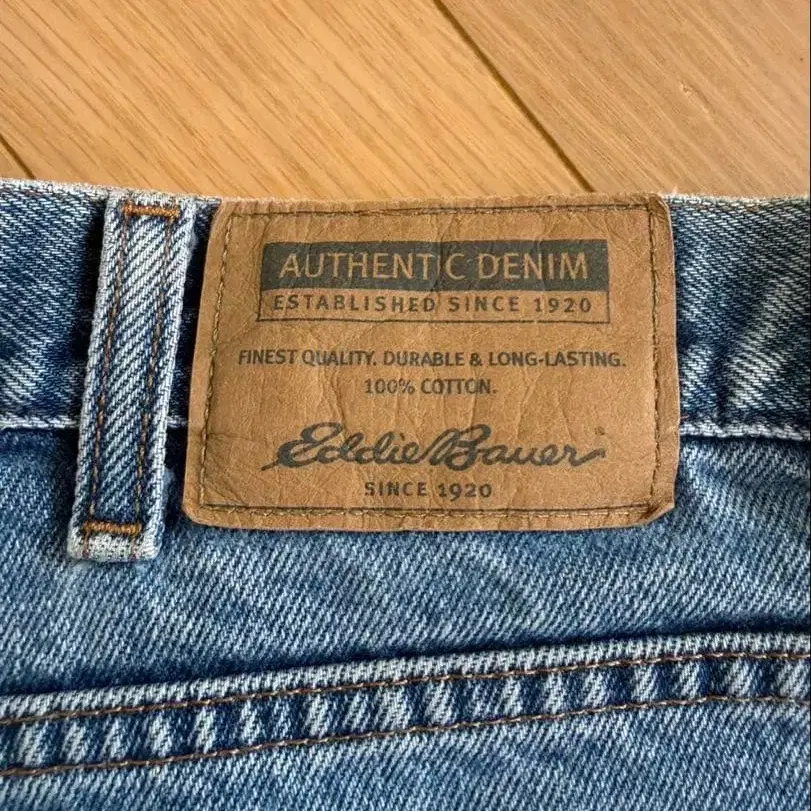 AUTHENTIC DENIM
ESTABLISHED SINCE 1920
FINEST QUALITY. DURABLE & LONG-LASTING.
100% COTTON.
Eddie Bauer
SINCE 1920